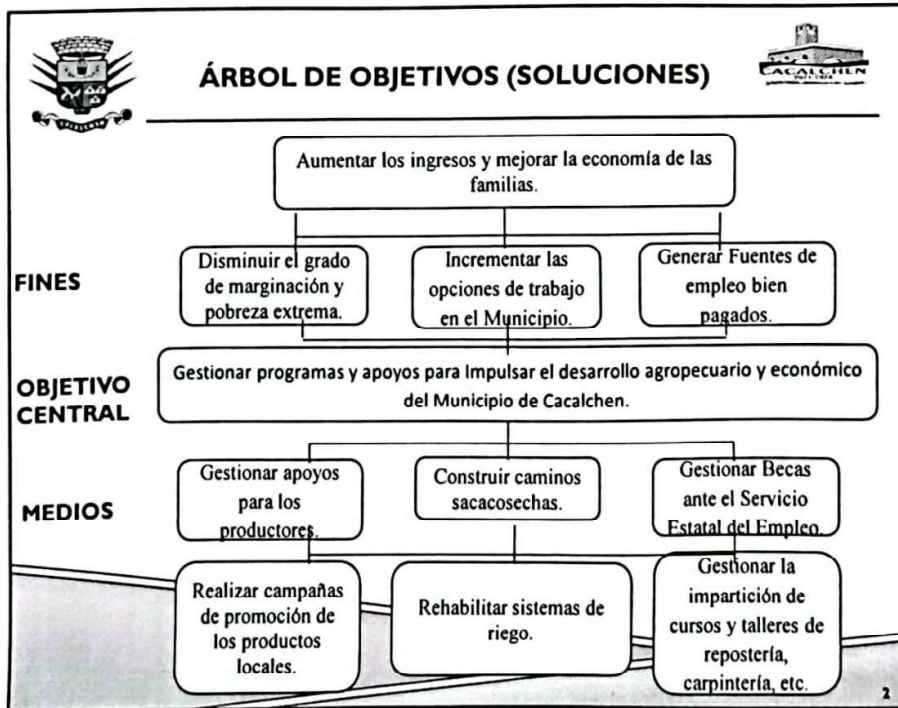 ÁRBOL DE OBJETIVOS (SOLUCIONES)
CACALCHEN
Aumentar los ingresos y mejorar la economía de las
familias.
FINES
Disminuir el grado
de marginación y
pobreza extrema.
Incrementar las
opciones de trabajo
en el Municipio.
Generar Fuentes de
empleo bien
pagados.
OBJETIVO
CENTRAL
Gestionar programas y apoyos para Impulsar el desarrollo agropecuario y económico
del Municipio de Cacalchen.
MEDIOS
Gestionar apoyos
para los
productores.
Construir caminos
sacacosechas.
Gestionar Becas
ante el Servicio
Estatal del Empleo.
Realizar campañas
de promoción de
los productos
locales.
Rehabilitar sistemas de
riego.
Gestionar la
impartición de
cursos y talleres de
repostería,
carpintería, etc.
2